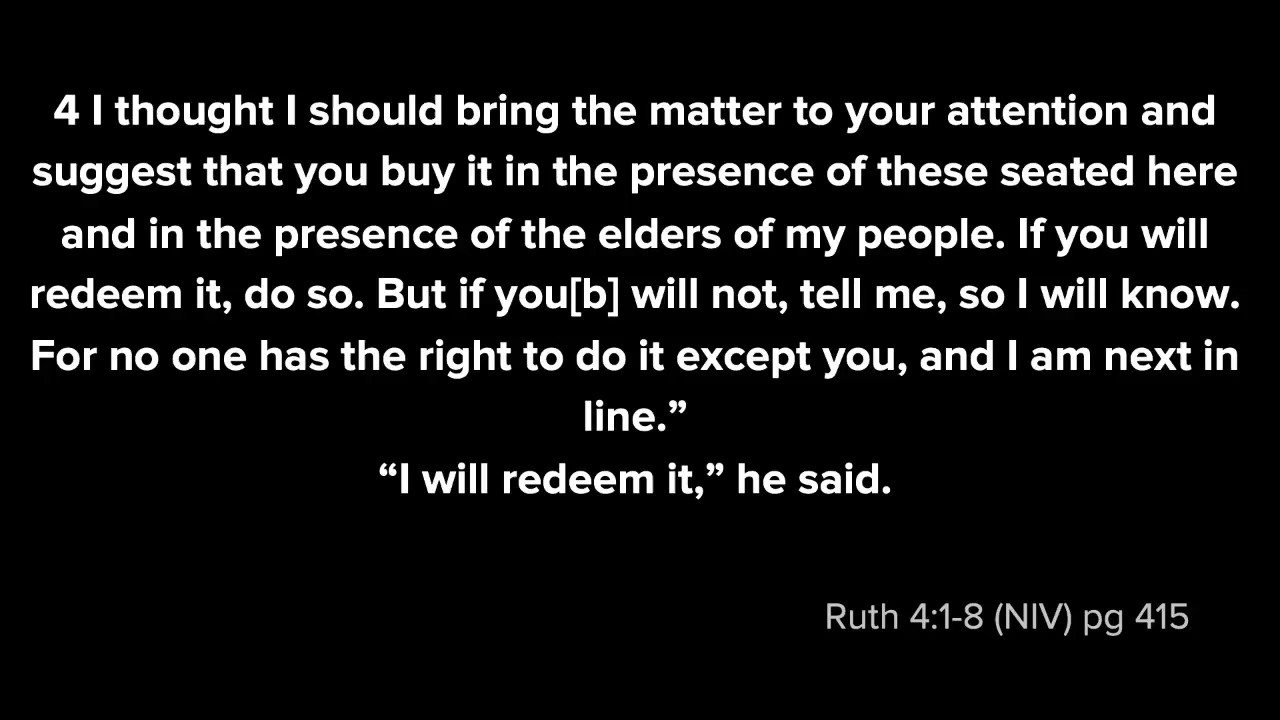 4 I thought I should bring the matter to your attention and
suggest that you buy it in the presence of these seated here
and in the presence of the elders of my people. If you will
redeem it, do so. But if you[b] will not, tell me, so I will know.
For no one has the right to do it except you, and I am next in
line.”
“I will redeem it,” he said.
Ruth 4:1-8 (NIV) pg 415